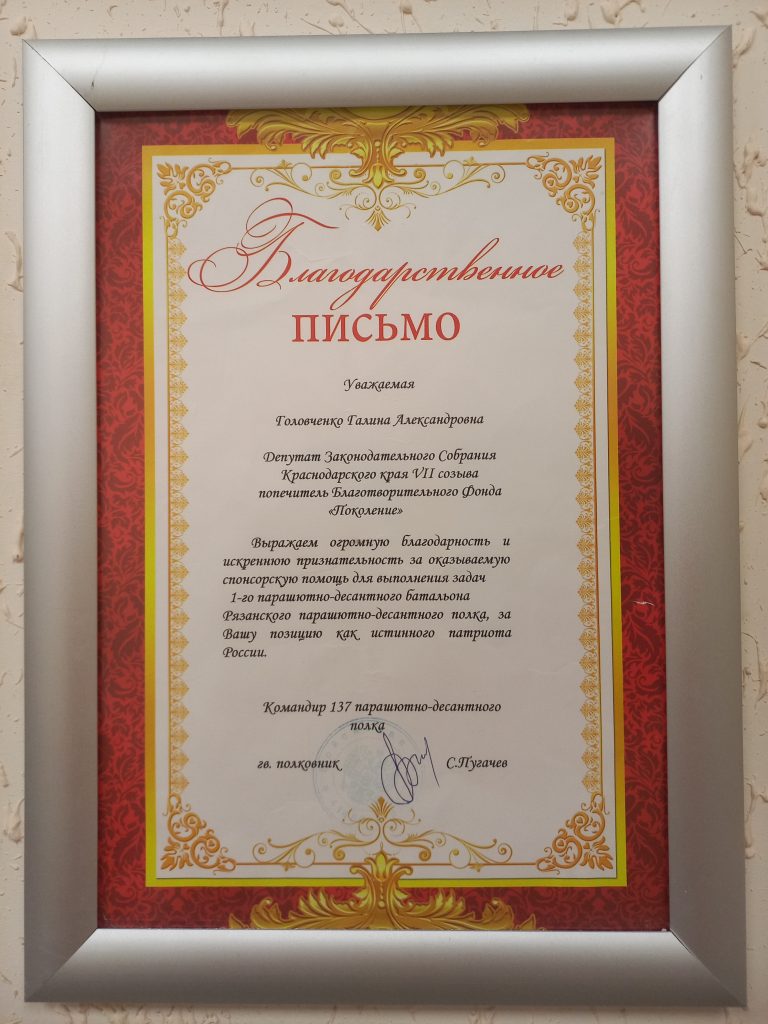 Благодарственное
ПИСЬМО
Уважаемая
Головченко Галина Александровна
Депутат Законодательного Собрания
Краснодарского края VII созыва
попечитель Благотворительного Фонда
«Поколение»
Выражаем огромную благодарность и
искреннюю признательность за оказываемую
спонсорскую помощь для выполнения задач
1-го парашютно-десантного батальона
Рязанского парашютно-десантного полка, за
Вашу позицию как истинного патриота
России.
Командир 137 парашютно-десантного
полка
гв. полковник С.Пугачев